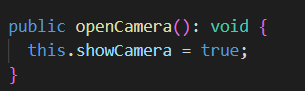 public openCamera(): void {
  this.showCamera = true;
}